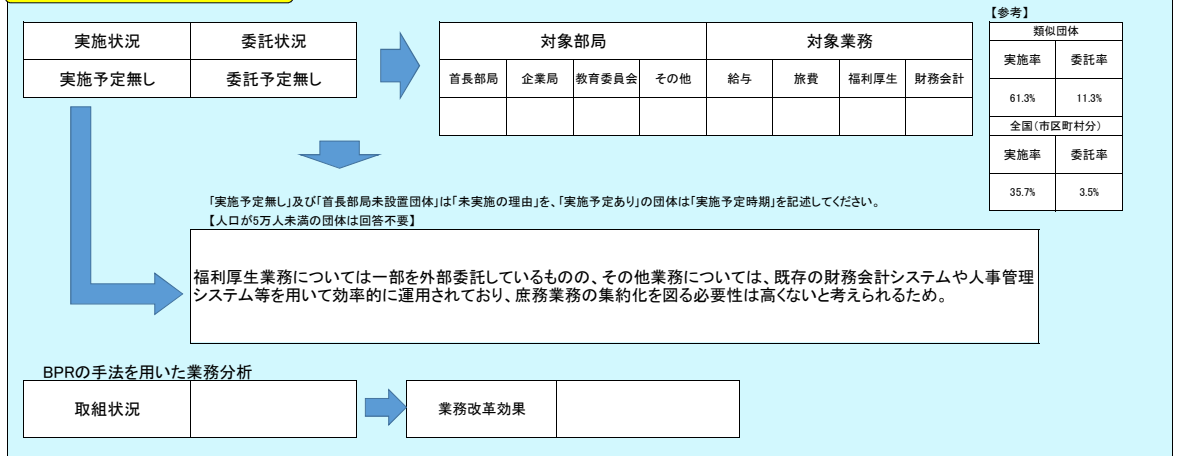 【参考】
実施状況 委託状況
実施予定無し 委託予定無し
対象部局 対象業務
首長部局 企業局 教育委員会 その他 給与 旅費 福利厚生 財務会計
類似団体
実施率 委託率
61.3% 11.3%
全国(市区町村分)
実施率 委託率
35.7% 3.5%
「実施予定無し」及び「首長部局未設置団体」は「未実施の理由」を、「実施予定あり」の団体は「実施予定時期」を記述してください。
【人口が5万人未満の団体は回答不要】
福利厚生業務については一部を外部委託しているものの、その他業務については、既存の財務会計システムや人事管理
システム等を用いて効率的に運用されており、庶務業務の集約化を図る必要性は高くないと考えられるため。
BPRの手法を用いた業務分析
取組状況
業務改革効果